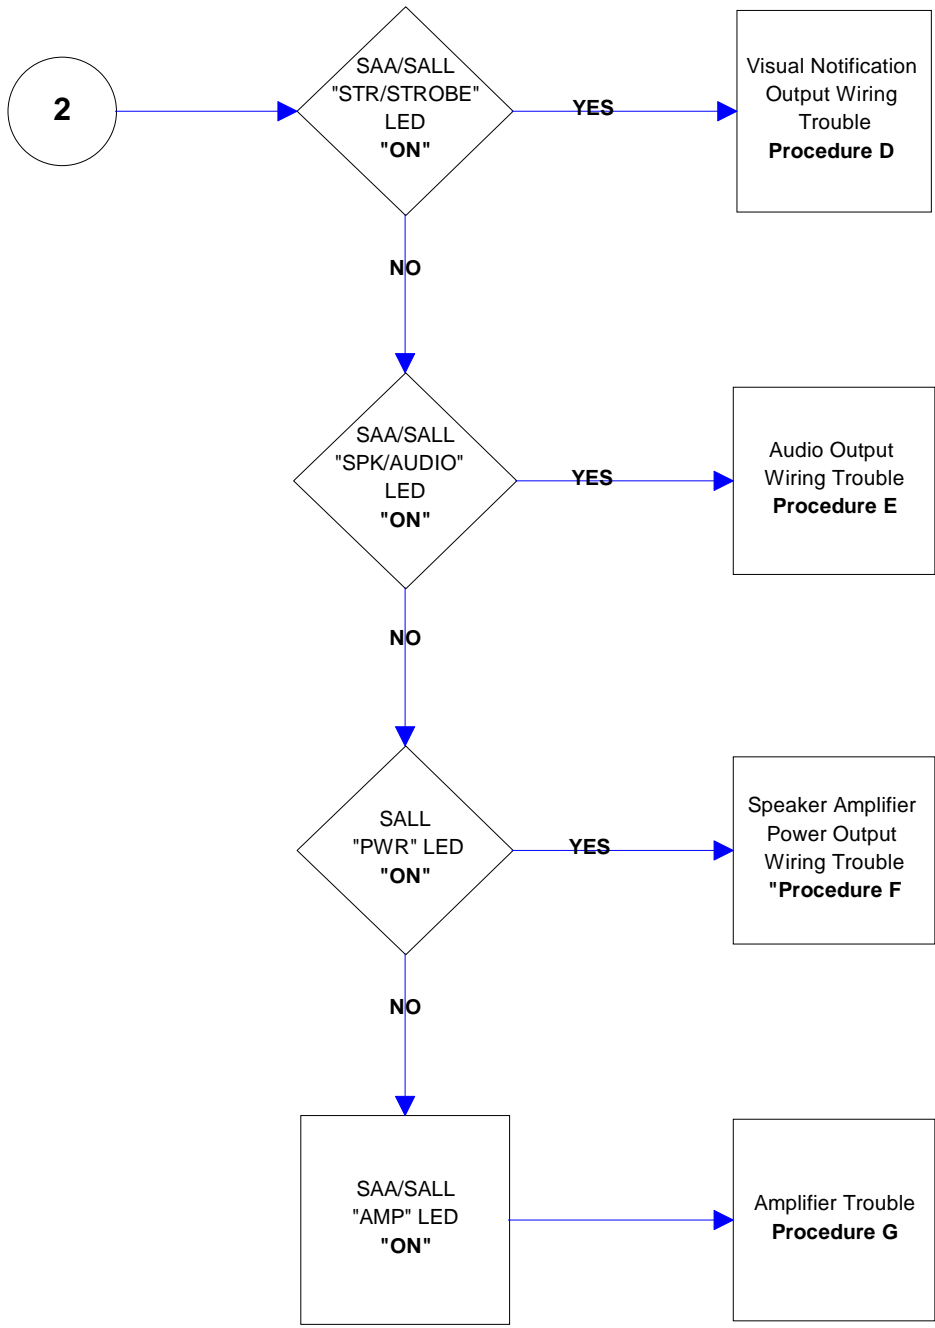 2
SAA/SALL
"STR/STROBE"
LED
"ON"
YES
Visual Notification
Output Wiring
Trouble
Procedure D
NO
SAA/SALL
"SPK/AUDIO"
LED
"ON"
YES
Audio Output
Wiring Trouble
Procedure E
NO
SALL
"PWR" LED
"ON"
YES
Speaker Amplifier
Power Output
Wiring Trouble
"Procedure F
NO
SAA/SALL
"AMP" LED
"ON"
Amplifier Trouble
Procedure G